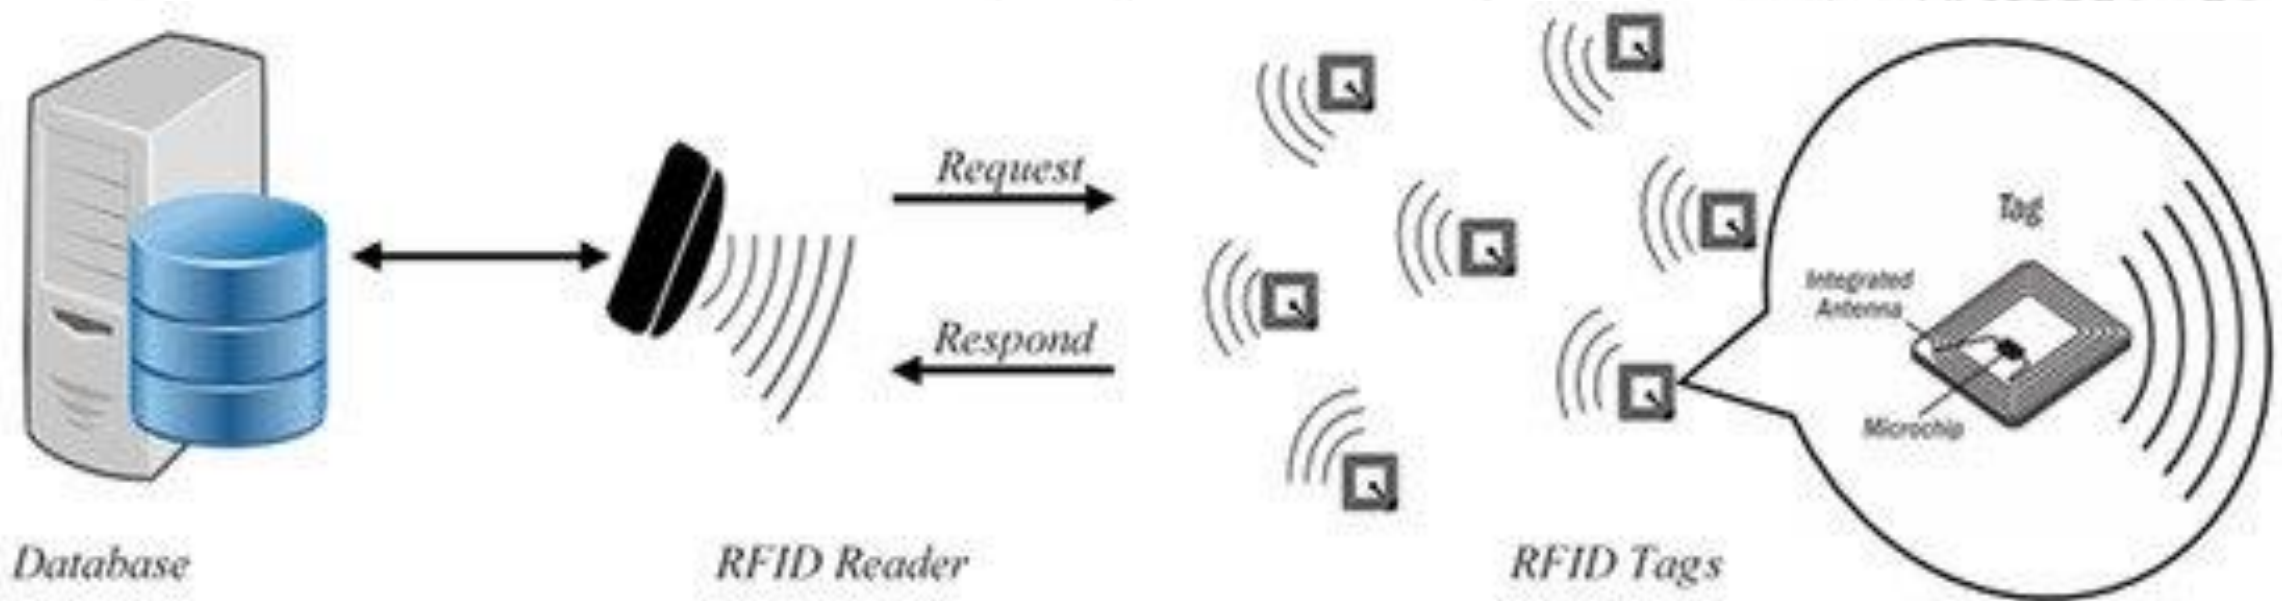 Request
Respond
Tag
Integrated
Antenna
Microchip
Database
RFID Reader
RFID Tags